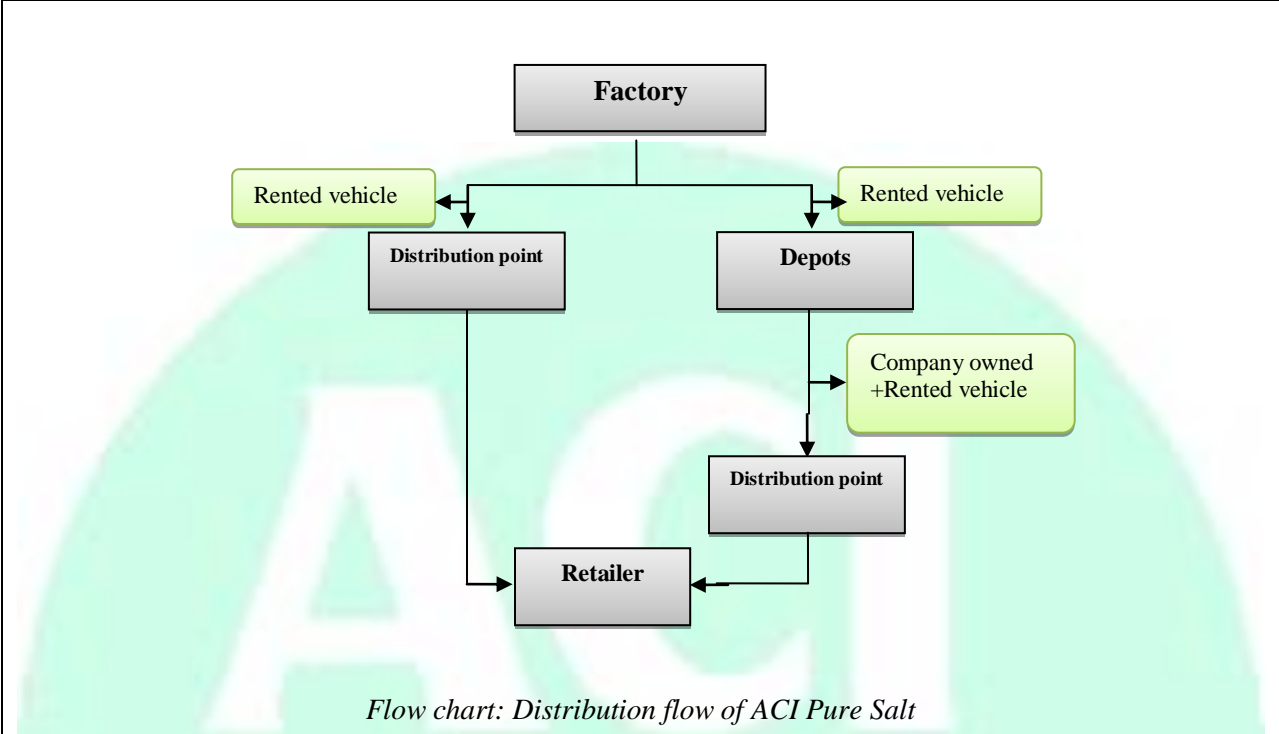 Factory
Rented vehicle
Rented vehicle
Distribution point
Depots
Company owned
+Rented vehicle
Distribution point
Retailer
ACI
Flow chart: Distribution flow of ACI Pure Salt